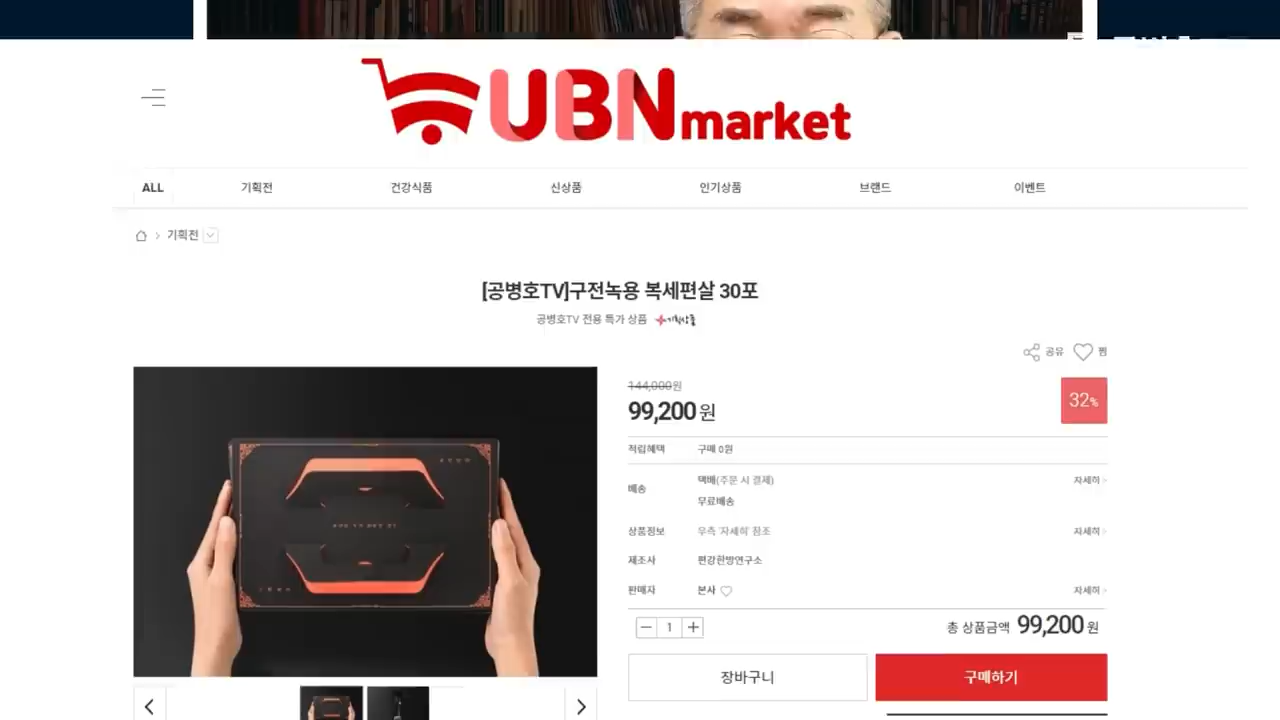 UBN market
ALL 기획전 건강식품 신상품 인기상품 브랜드 이벤트
기획전
[공병호TV]구전녹용 복세편살 30포
공병호TV 전용 특가 상품 기획상품
공유 찜
144,000원
99,200원
32%
적립혜택 구매 0원
배송 택배(주문 시 결제) 자세히
무료배송
상품정보 우측 '자세히' 참조 자세히
제조사 편강한방연구소
판매자 본사 자세히
1
총 상품금액 99,200원
장바구니 구매하기